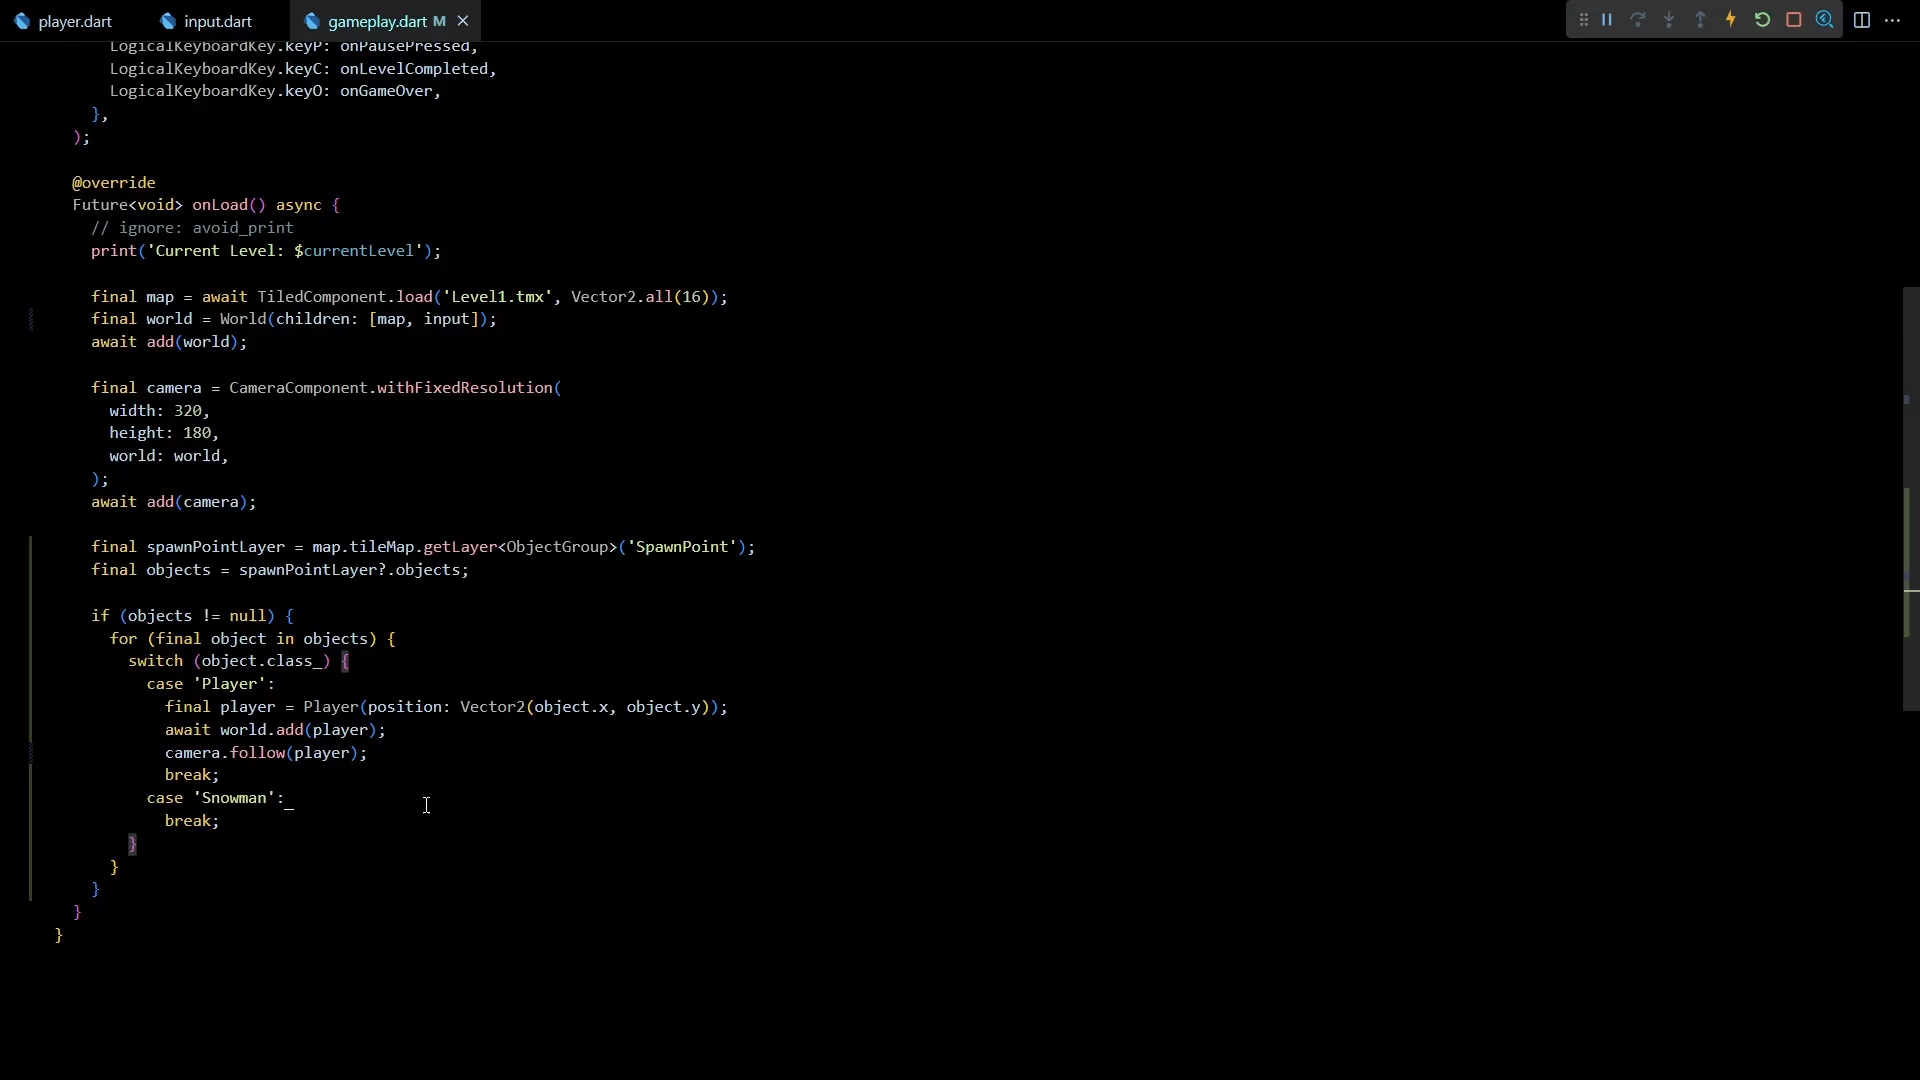 player.dart input.dart gameplay.dart M
LogicalKeyboardKey.keyP: onPausePressed,
LogicalKeyboardKey.keyC: onLevelCompleted,
LogicalKeyboardKey.keyO: onGameOver,
},
);
@override
Future<void> onLoad() async {
// ignore: avoid_print
print('Current Level: $currentLevel');
final map = await TiledComponent.load('Level1.tmx', Vector2.all(16));
final world = World(children: [map, input]);
await add(world);
final camera = CameraComponent.withFixedResolution(
width: 320,
height: 180,
world: world,
);
await add(camera);
final spawnPointLayer = map.tileMap.getLayer<ObjectGroup>('SpawnPoint');
final objects = spawnPointLayer?.objects;
if (objects != null) {
for (final object in objects) {
switch (object.class_) {
case 'Player':
final player = Player(position: Vector2(object.x, object.y));
await world.add(player);
camera.follow(player);
break;
case 'Snowman':
break;
}
}
}
}
}